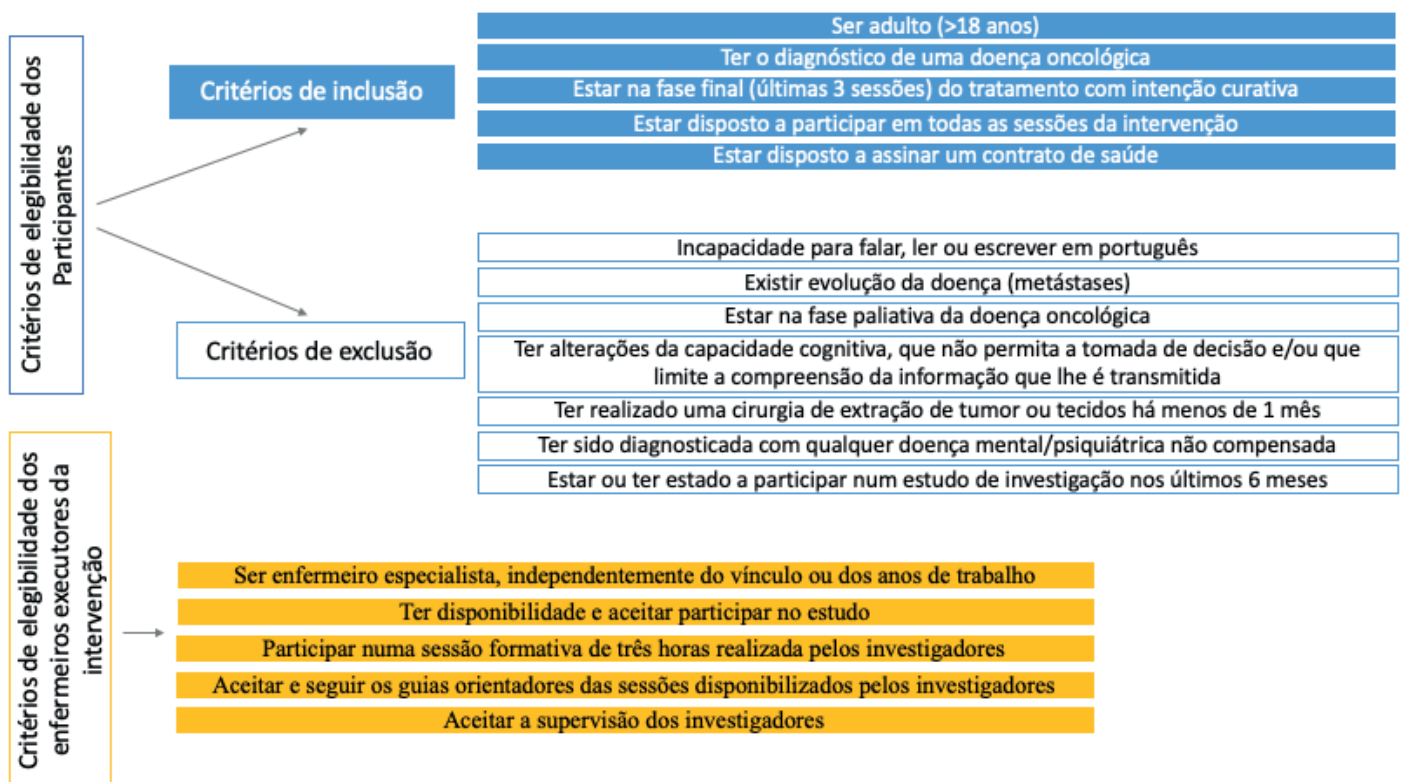 Critérios de elegibilidade dos
Participantes
Critérios de inclusão
Ser adulto (>18 anos)
Ter o diagnóstico de uma doença oncológica
Estar na fase final (últimas 3 sessões) do tratamento com intenção curativa
Estar disposto a participar em todas as sessões da intervenção
Estar disposto a assinar um contrato de saúde
Critérios de exclusão
Incapacidade para falar, ler ou escrever em português
Existir evolução da doença (metástases)
Estar na fase paliativa da doença oncológica
Ter alterações da capacidade cognitiva, que não permita a tomada de decisão e/ou que
limite a compreensão da informação que lhe é transmitida
Ter realizado uma cirurgia de extração de tumor ou tecidos há menos de 1 mês
Ter sido diagnosticada com qualquer doença mental/psiquiátrica não compensada
Estar ou ter estado a participar num estudo de investigação nos últimos 6 meses
Critérios de elegibilidade dos
enfermeiros executores da
intervenção
Ser enfermeiro especialista, independentemente do vínculo ou dos anos de trabalho
Ter disponibilidade e aceitar participar no estudo
Participar numa sessão formativa de três horas realizada pelos investigadores
Aceitar e seguir os guias orientadores das sessões disponibilizados pelos investigadores
Aceitar a supervisão dos investigadores